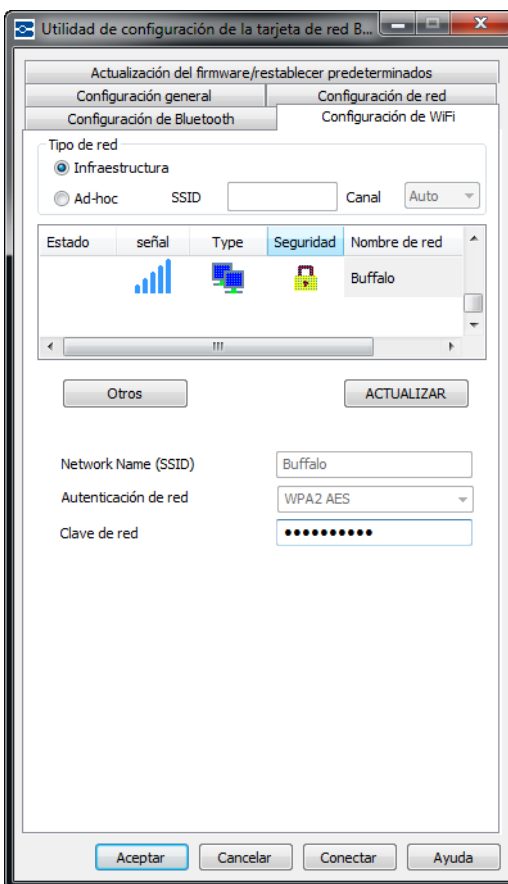 Utilidad de configuración de la tarjeta de red B...
Actualización del firmware/restablecer predeterminados
Configuración general Configuración de red
Configuración de Bluetooth Configuración de WiFi
Tipo de red
Infraestructura
Ad-hoc SSID Canal Auto
Estado señal Type Seguridad Nombre de red
Buffalo
Otros ACTUALIZAR
Network Name (SSID) Buffalo
Autenticación de red WPA2 AES
Clave de red ••••••••••
Aceptar Cancelar Conectar Ayuda